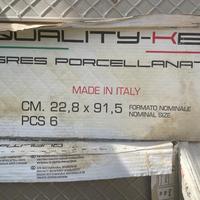 QUALITY-KE
GRES PORCELLANAT
MADE IN ITALY
CM. 22,8 x 91,5 FORMATO NOMINALE
PCS 6 NOMINAL SIZE